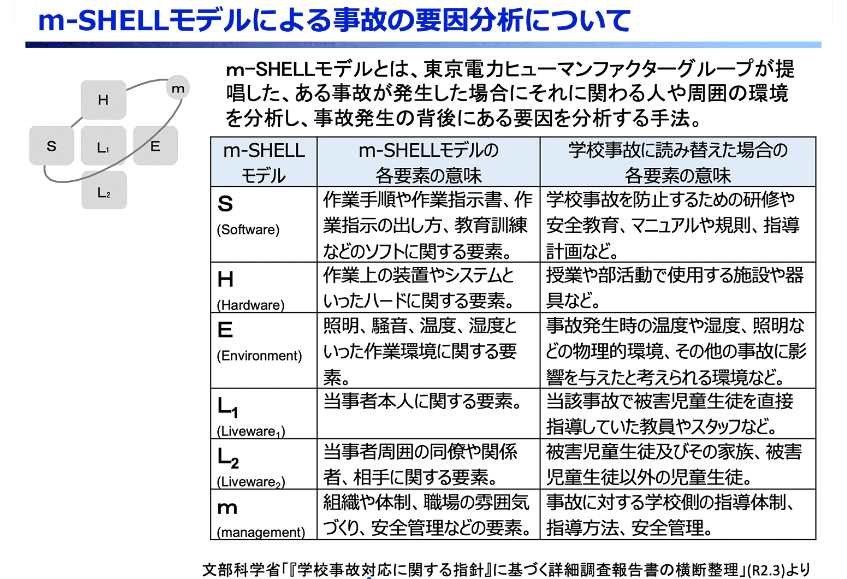 m-SHELLモデルによる事故の要因分析について
m-SHELLモデルとは、東京電力ヒューマンファクターグループが提
唱した、ある事故が発生した場合にそれに関わる人や周囲の環境
を分析し、事故発生の背後にある要因を分析する手法。
H
m
S
L1
E
L2
m-SHELL
モデル
m-SHELLモデルの
各要素の意味
学校事故に読み替えた場合の
各要素の意味
S
(Software)
作業手順や作業指示書、作
業指示の出し方、教育訓練
などのソフトに関する要素。
学校事故を防止するための研修や
安全教育、マニュアルや規則、指導
計画など。
H
(Hardware)
作業上の装置やシステムと
いったハードに関する要素。
授業や部活動で使用する施設や器
具など。
E
(Environment)
照明、騒音、温度、湿度と
いった作業環境に関する要
素。
事故発生時の温度や湿度、照明な
どの物理的環境、その他の事故に影
響を与えたと考えられる環境など。
L1
(Liveware1)
当事者本人に関する要素。
当該事故で被害児童生徒を直接
指導していた教員やスタッフなど。
L2
(Liveware2)
当事者周囲の同僚や関係
者、相手に関する要素。
被害児童生徒及びその家族、被害
児童生徒以外の児童生徒。
m
(management)
組織や体制、職場の雰囲気
づくり、安全管理などの要素。
事故に対する学校側の指導体制、
指導方法、安全管理。
文部科学省「『学校事故対応に関する指針』に基づく詳細調査報告書の横断整理」(R2.3)より